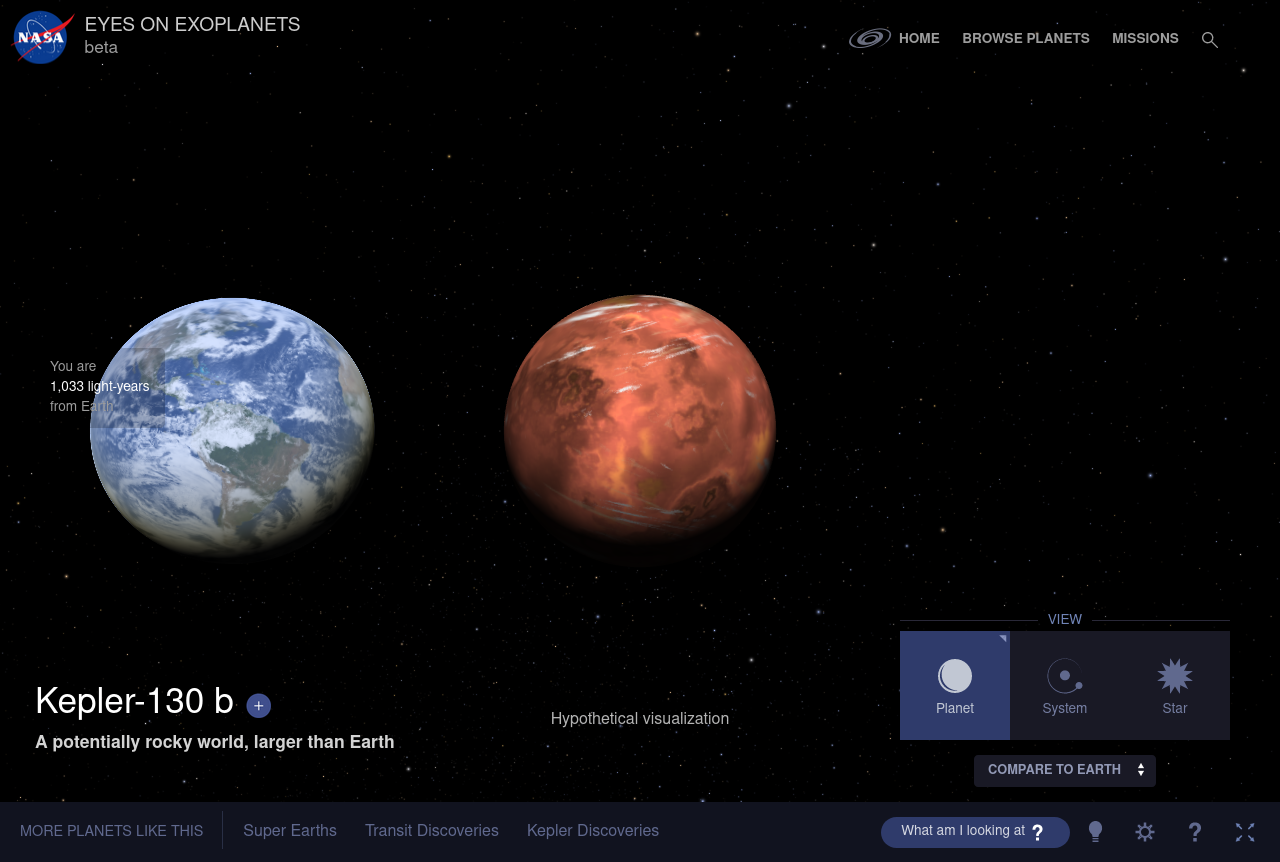 NASA
EYES ON EXOPLANETS
beta
HOME
BROWSE PLANETS
MISSIONS
You are
1,033 light-years
from Earth
VIEW
Planet
System
Star
Kepler-130 b +
A potentially rocky world, larger than Earth
Hypothetical visualization
COMPARE TO EARTH
MORE PLANETS LIKE THIS
Super Earths
Transit Discoveries
Kepler Discoveries
What am I looking at ?
?